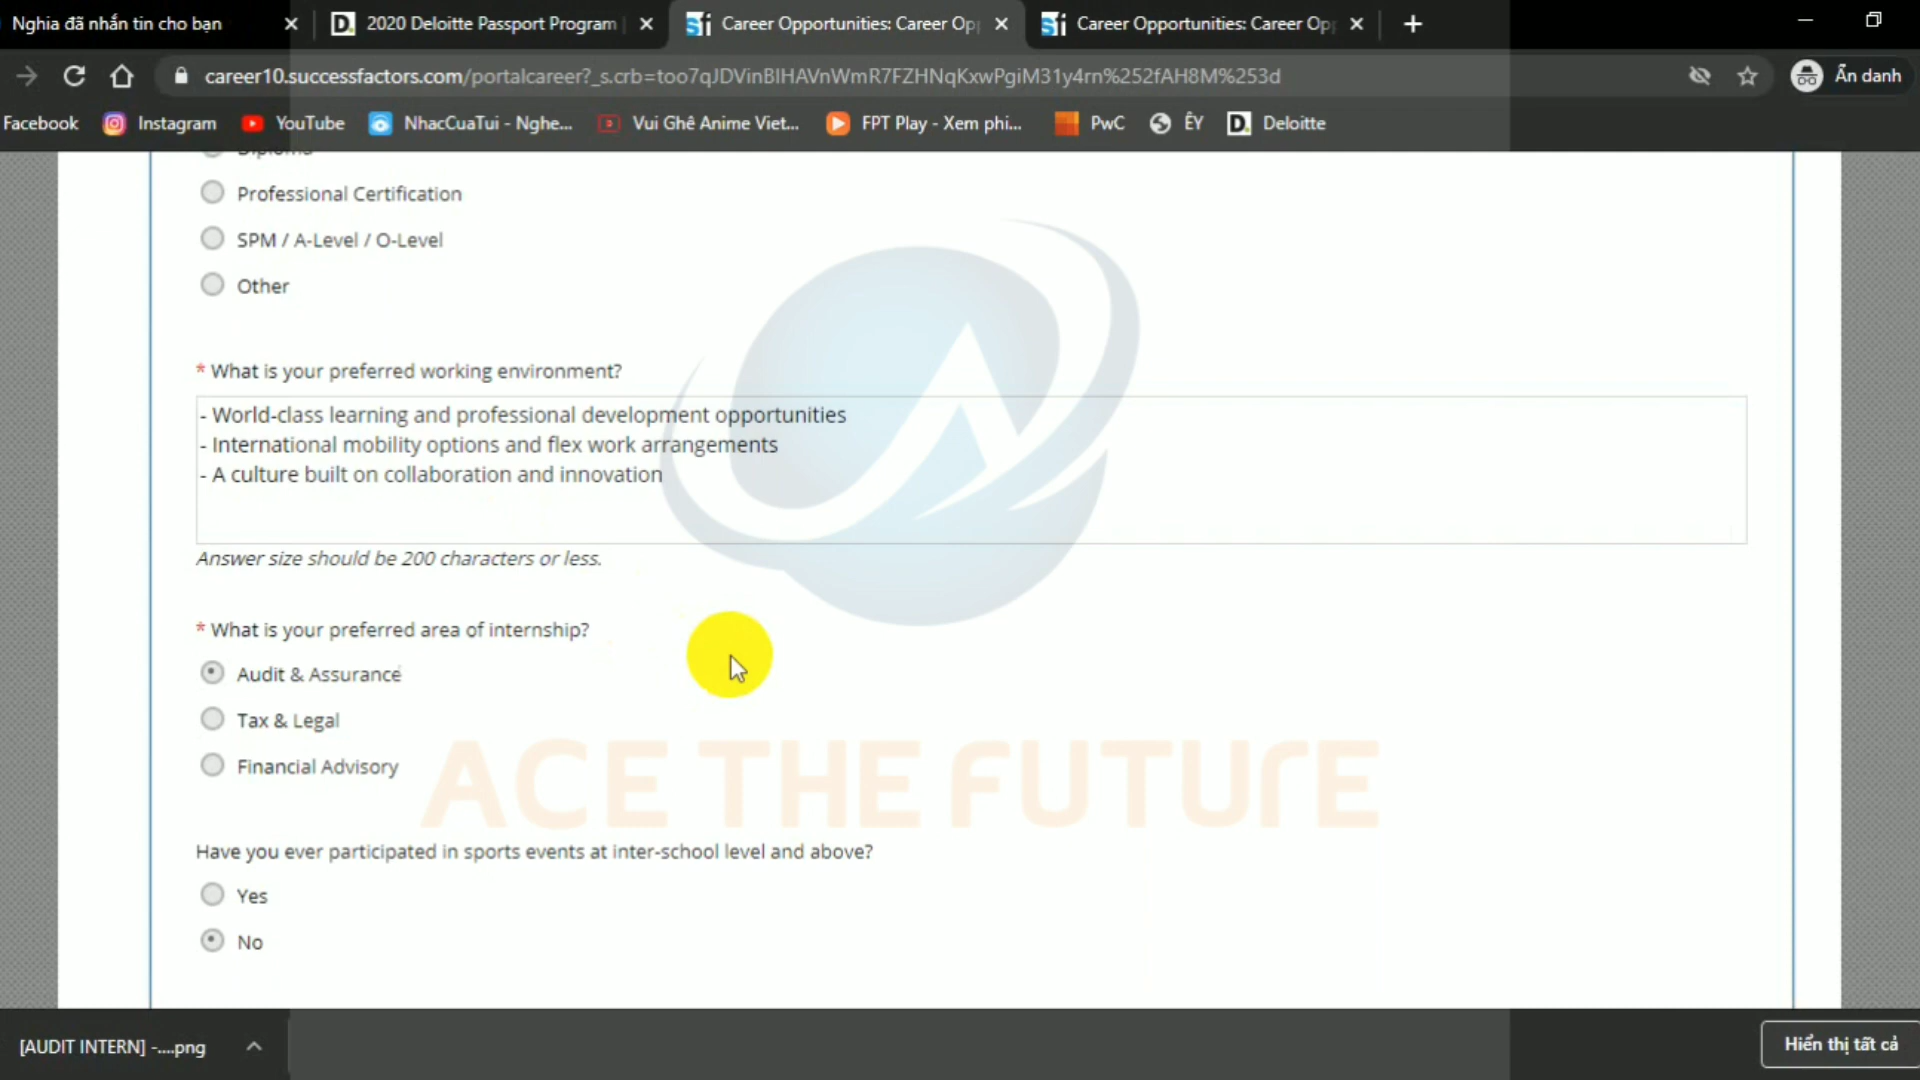 Nghia đã nhắn tin cho bạn
2020 Deloitte Passport Program
Career Opportunities: Career Op
Career Opportunities: Career Op
career10.successfactors.com/portalcareer?_s.crb=too7qJDVinBlHAVnWmR7FZHNqKxwPgiM31y4rn%252fAH8M%253d
Ẩn danh
Facebook
Instagram
YouTube
NhacCuaTui - Nghe...
Vui Ghê Anime Viet...
FPT Play - Xem phi...
PwC
ÊY
Deloitte
Diploma
Professional Certification
SPM / A-Level / O-Level
Other
* What is your preferred working environment?
- World-class learning and professional development opportunities
- International mobility options and flex work arrangements
- A culture built on collaboration and innovation
Answer size should be 200 characters or less.
* What is your preferred area of internship?
Audit & Assurance
Tax & Legal
Financial Advisory
ACE THE FUTURE
Have you ever participated in sports events at inter-school level and above?
Yes
No
[AUDIT INTERN] -....png
Hiển thị tất cả